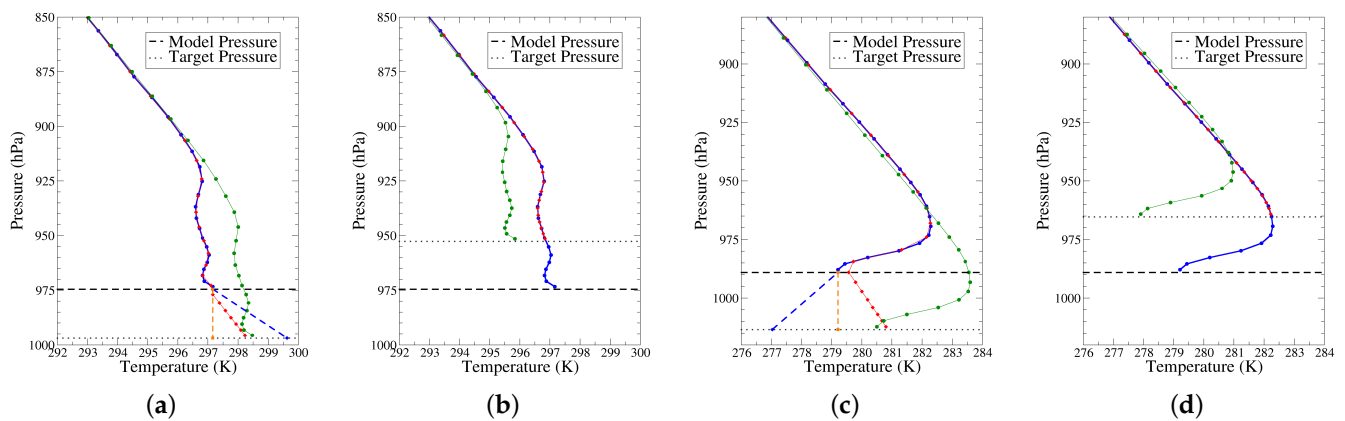 850
875
900
925
950
975
1000
Pressure (hPa)
292 293 294 295 296 297 298 299 300
Temperature (K)
Model Pressure
Target Pressure
(a)
850
875
900
925
950
975
1000
Pressure (hPa)
292 293 294 295 296 297 298 299 300
Temperature (K)
Model Pressure
Target Pressure
(b)
900
925
950
975
1000
Pressure (hPa)
276 277 278 279 280 281 282 283 284
Temperature (K)
Model Pressure
Target Pressure
(c)
900
925
950
975
1000
Pressure (hPa)
276 277 278 279 280 281 282 283 284
Temperature (K)
Model Pressure
Target Pressure
(d)